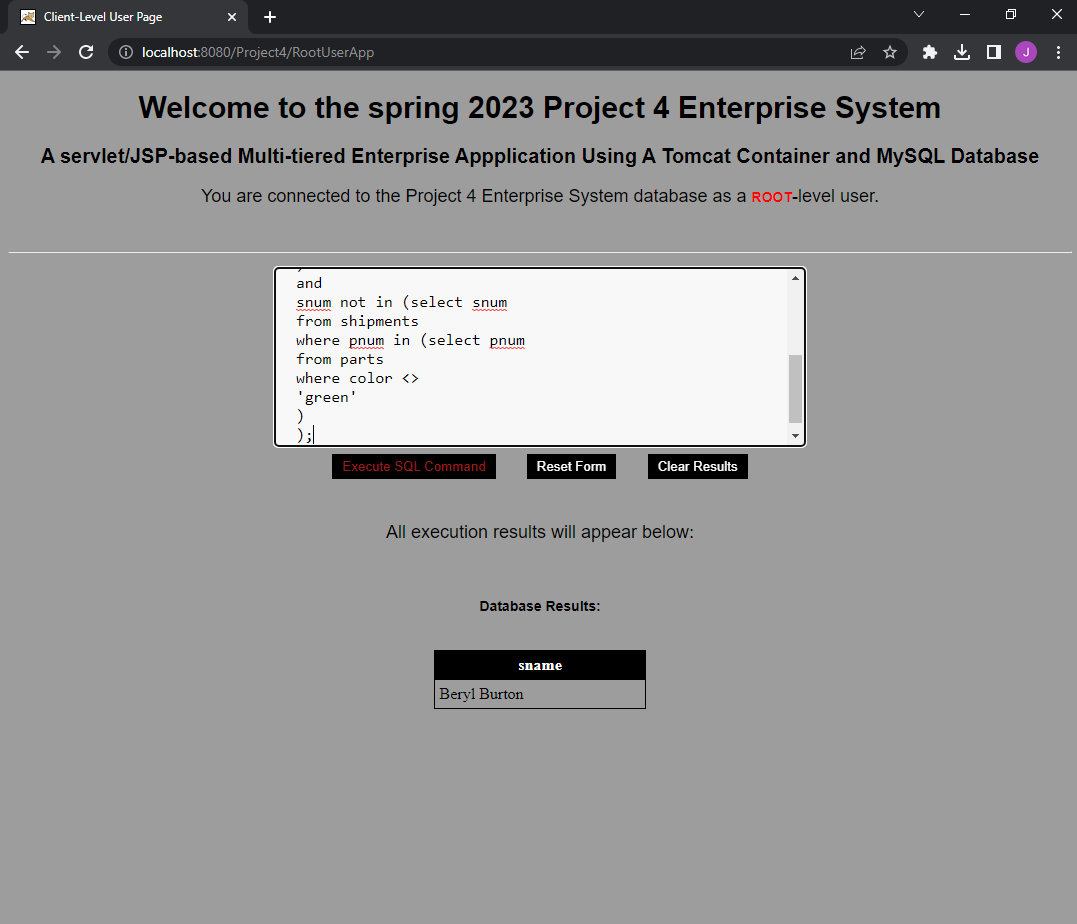 Client-Level User Page
localhost:8080/Project4/RootUserApp
J
Welcome to the spring 2023 Project 4 Enterprise System
A servlet/JSP-based Multi-tiered Enterprise Appplication Using A Tomcat Container and MySQL Database
You are connected to the Project 4 Enterprise System database as a ROOT-level user.
and
snum not in (select snum
from shipments
where pnum in (select pnum
from parts
where color <>
'green'
)
);
Execute SQL Command Reset Form Clear Results
All execution results will appear below:
Database Results:
sname
Beryl Burton